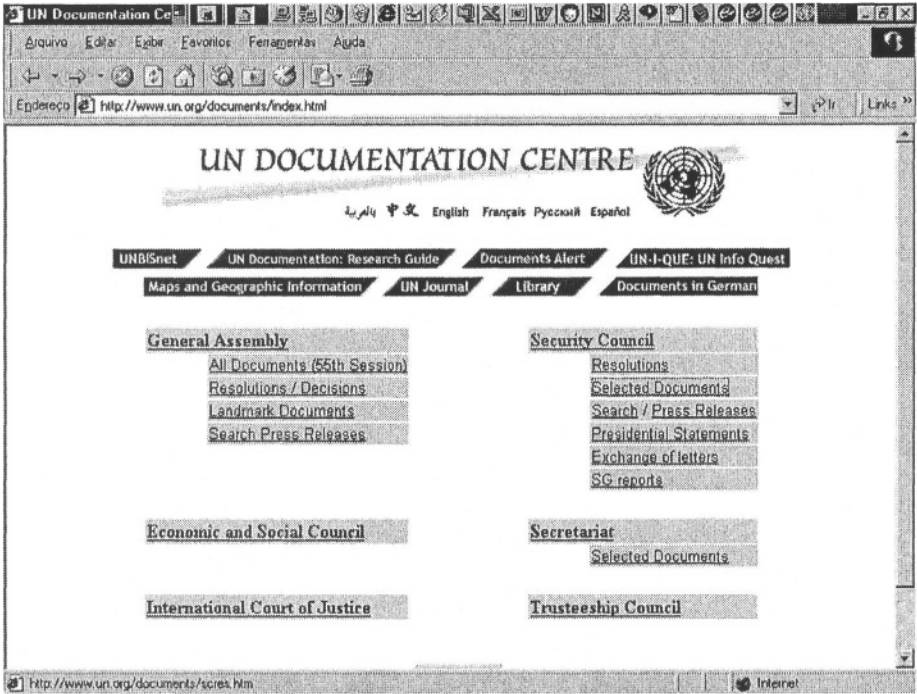 UN Documentation Ce
Arquivo Editar Exibir Favoritos Ferramentas Ajuda
Endereço http://www.un.org/documents/index.html Ir Links »
UN DOCUMENTATION CENTRE
中文 English Français Русский Español
UNBISnet UN Documentation: Research Guide Documents Alert UN-I-QUE: UN Info Quest
Maps and Geographic Information UN Journal Library Documents in German
General Assembly
All Documents (55th Session)
Resolutions / Decisions
Landmark Documents
Search Press Releases
Security Council
Resolutions
Selected Documents
Search / Press Releases
Presidential Statements
Exchange of letters
SG reports
Economic and Social Council
Secretariat
Selected Documents
International Court of Justice
Trusteeship Council
http://www.un.org/documents/scres.htm Internet